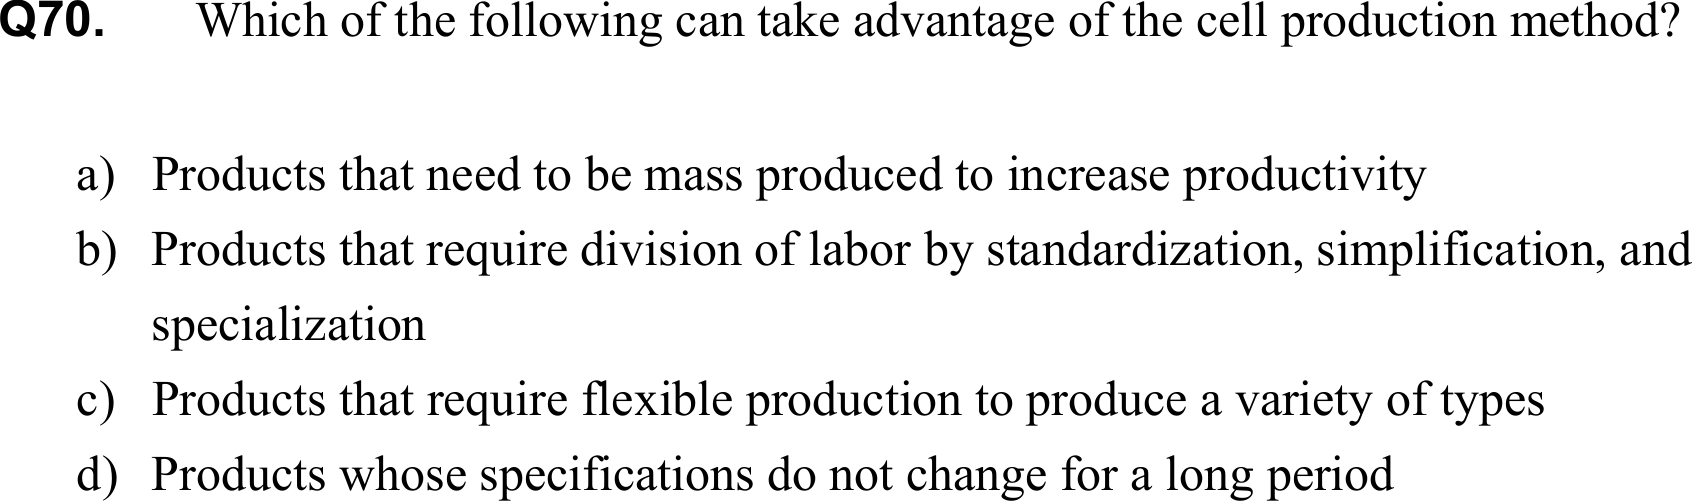 Q70. Which of the following can take advantage of the cell production method?
a) Products that need to be mass produced to increase productivity
b) Products that require division of labor by standardization, simplification, and
specialization
c) Products that require flexible production to produce a variety of types
d) Products whose specifications do not change for a long period